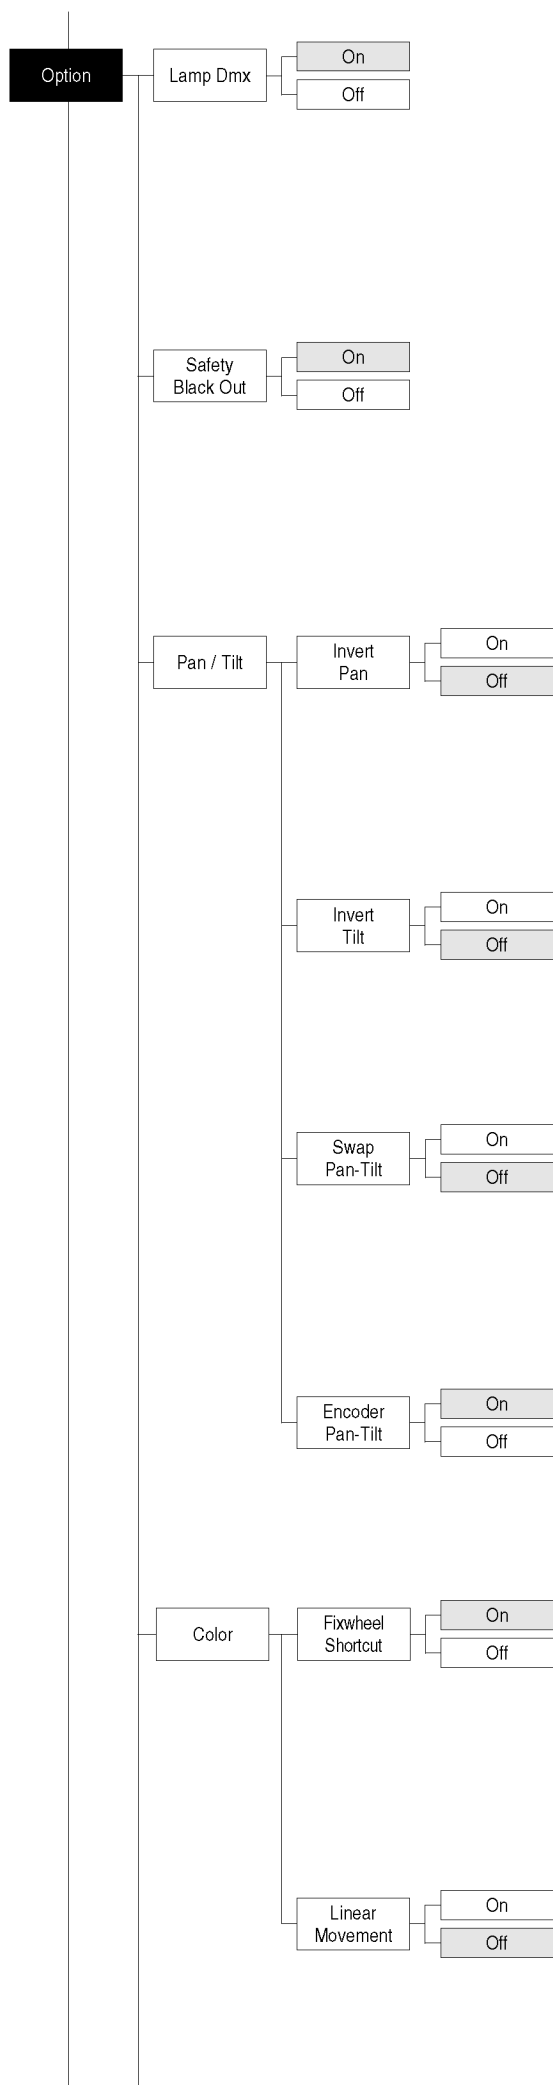 Option
Lamp Dmx
On
Off
Safety
Black Out
On
Off
Pan / Tilt
Invert
Pan
On
Off
Invert
Tilt
On
Off
Swap
Pan-Tilt
On
Off
Encoder
Pan-Tilt
On
Off
Color
Fixwheel
Shortcut
On
Off
Linear
Movement
On
Off